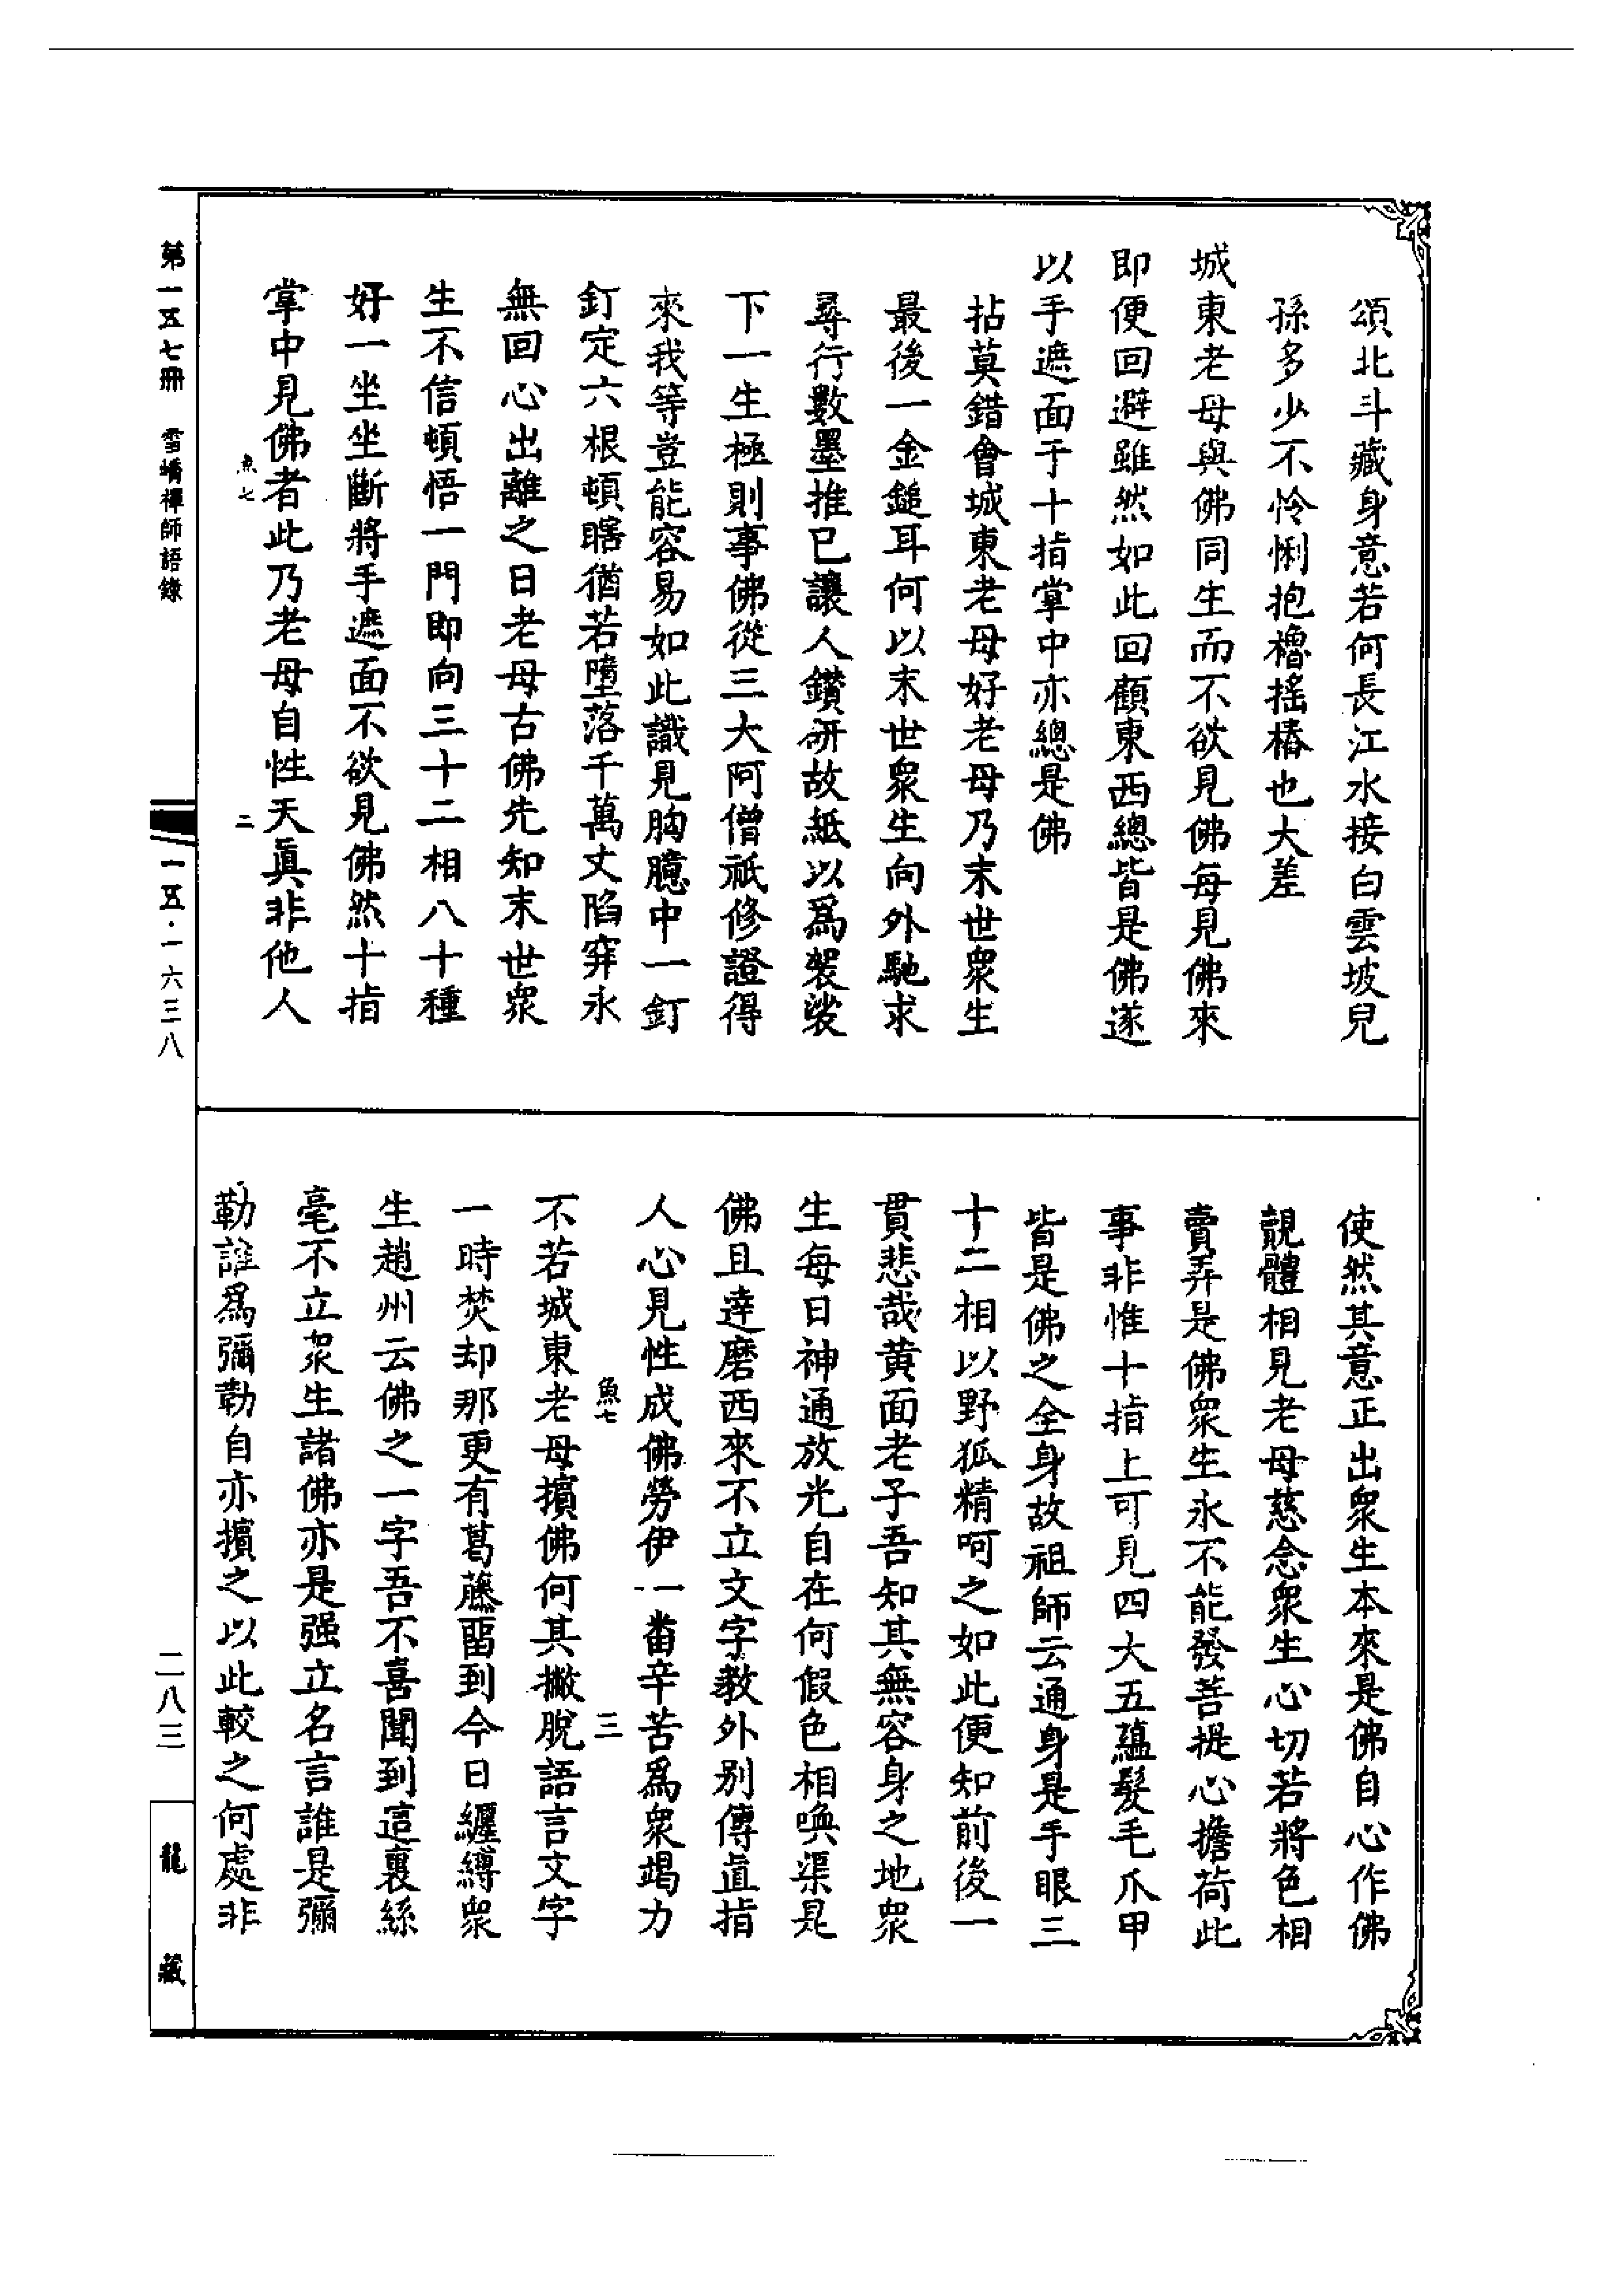 頌北斗藏身意若何長江水接白雲坡兒
孫多少不怜悧抱櫓搖樁也大差
城東老母與佛同生而不欲見佛每見佛來
即便回避雖然如此回顧東西總皆是佛遂
以手遮面于十指掌中亦總是佛
拈莫錯會城東老母好老母乃末世衆生
最後一金鎚耳何以末世衆生向外馳求
尋行數墨推已讓人鑽研故紙以爲袈裟
下一生極則事佛從三大阿僧祇修證得
來我等豈能容易如此識見胸臆中一釘
釘定六根頓瞎猶若墮落千萬丈陷穽永
無回心出離之日老母古佛先知末世衆
生不信頓悟一門即向三十二相八十種
好一坐坐斷將手遮面不欲見佛然十指
掌中見佛者此乃老母自性天眞非他人
魚七
二
使然其意正出衆生本來是佛自心作佛
覿體相見老母慈念衆生心切若將色相
賣弄是佛衆生永不能發菩提心擔荷此
事非惟十指上可見四大五蘊髮毛爪甲
皆是佛之全身故祖師云通身是手眼三
十二相以野狐精呵之如此便知前後一
貫悲哉黄面老子吾知其無容身之地衆
生每日神通放光自在何假色相喚渠是
佛且達磨西來不立文字教外別傳直指
人心見性成佛勞伊一畨辛苦爲衆竭力
魚七
三
不若城東老母擯佛何其撇脫語言文字
一時焚却那更有葛藤畱到今日纏縛衆
生趙州云佛之一字吾不喜聞到這裏絲
毫不立衆生諸佛亦是强立名言誰是彌
勒誰爲彌勒自亦擯之以此較之何處非
第一五七冊
雪嶠禪師語錄
一五·一六三八
二八三
龍藏